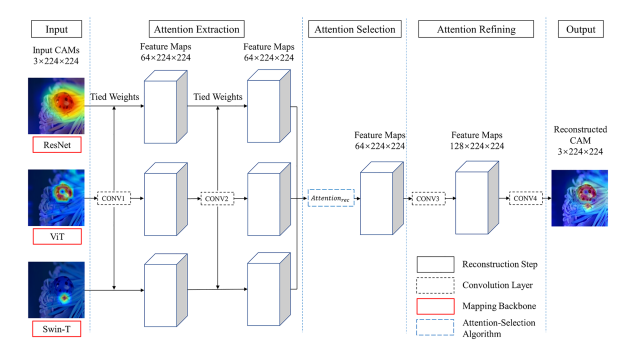 Input
Attention Extraction
Attention Selection
Attention Refining
Output
Input CAMs
3×224×224
Feature Maps
64×224×224
Feature Maps
64×224×224
Tied Weights
Tied Weights
ResNet
Feature Maps
64×224×224
Feature Maps
128×224×224
Reconstructed
CAM
3×224×224
CONV1
CONV2
Attention_rec
CONV3
CONV4
ViT
Swin-T
Reconstruction Step
Convolution Layer
Mapping Backbone
Attention-Selection
Algorithm